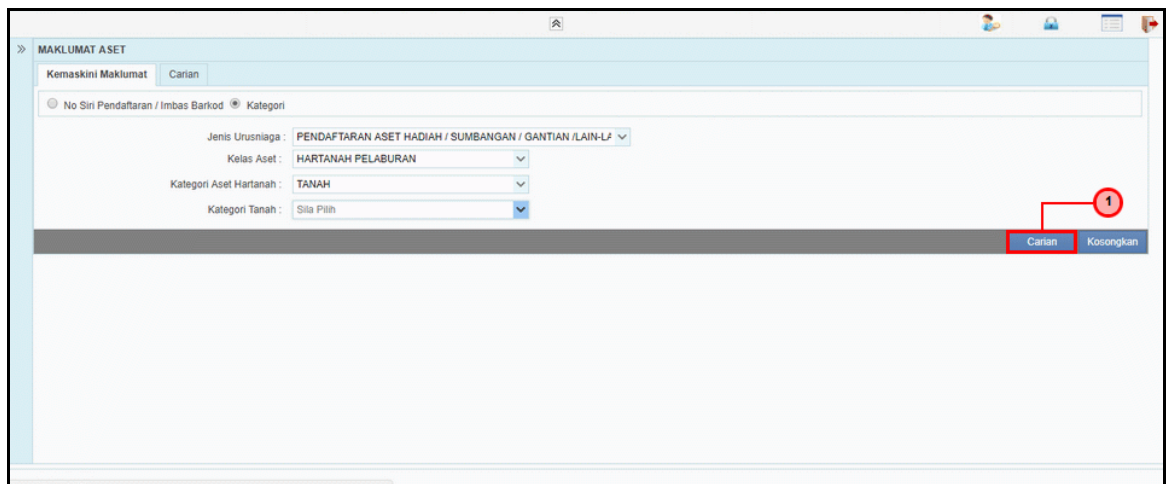 MAKLUMAT ASET
Kemaskini Maklumat Carian
No Siri Pendaftaran / Imbas Barkod Kategori
Jenis Urusniaga : PENDAFTARAN ASET HADIAH / SUMBANGAN / GANTIAN /LAIN-LA
Kelas Aset : HARTANAH PELABURAN
Kategori Aset Hartanah : TANAH
Kategori Tanah : Sila Pilih
1
Carian Kosongkan